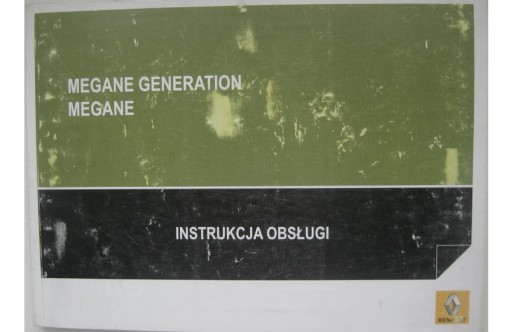 MEGANE GENERATION
MEGANE
INSTRUKCJA OBSŁUGI